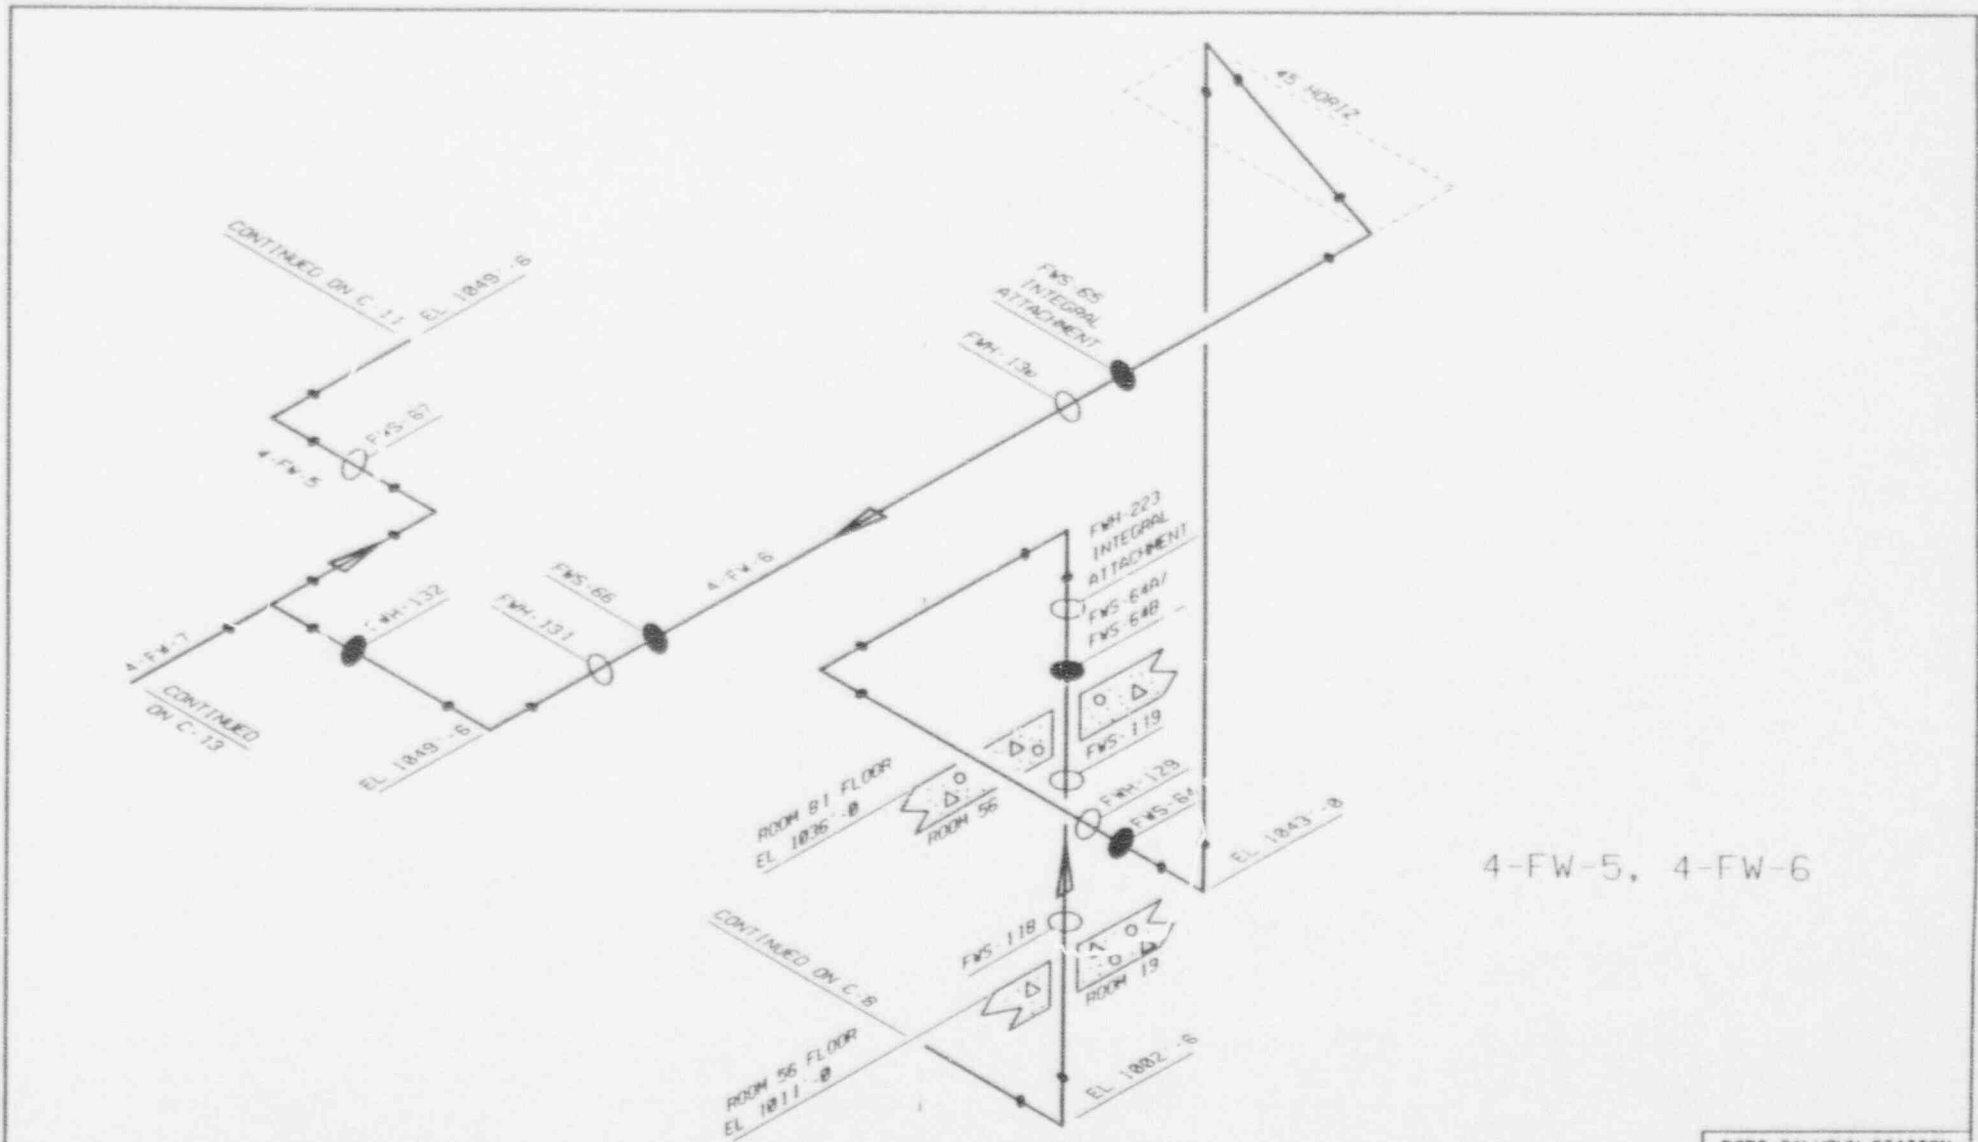 45 HORIZ
CONTINUED ON C-11
EL 1049'-6
FWS-65
INTEGRAL
ATTACHMENT
FWH-130
FWS-67
4-FW-5
FWH-223
INTEGRAL
ATTACHMENT
FWS-64A/
FWS-64B
4-FW-6
FWS-66
FWH-131
FWH-132
4-FW-7
CONTINUED
ON C-13
EL 1049'-6
FWS-119
ROOM 81 FLOOR
EL 1036'-0
ROOM 56
FWH-129
FWS-64
EL 1043'-0
4-FW-5, 4-FW-6
CONTINUED ON C-8
FWS-118
ROOM 19
ROOM 56 FLOOR
EL 1011'-0
EL 1002'-6